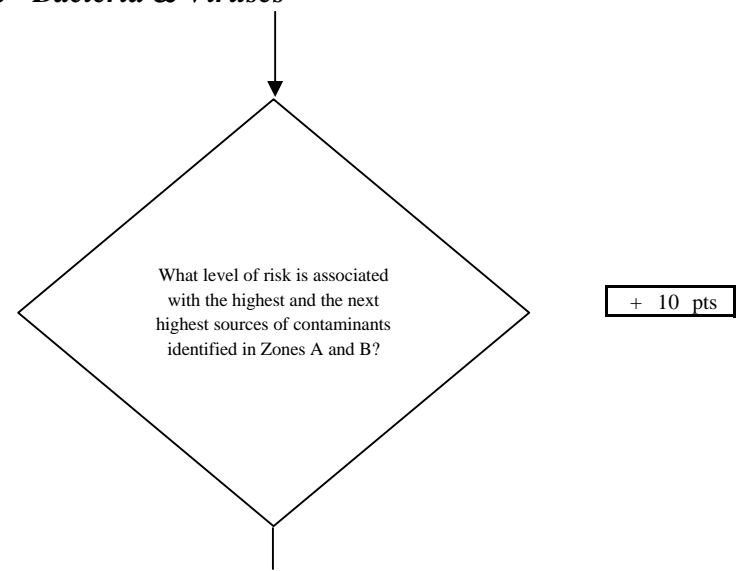 Bacteria & Viruses
What level of risk is associated
with the highest and the next
highest sources of contaminants
identified in Zones A and B?
+ 10 pts